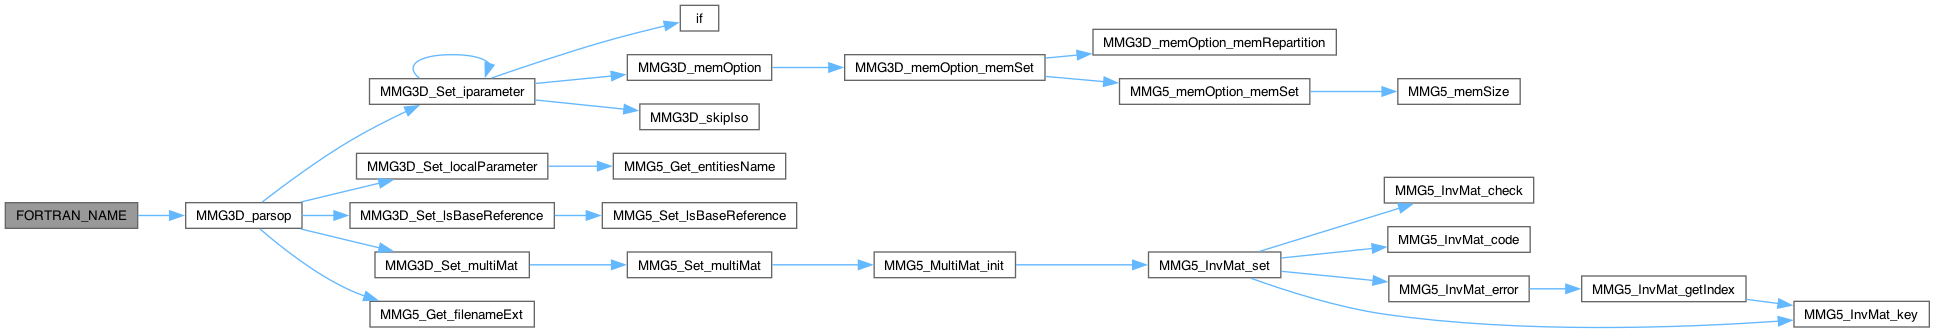 if
MMG3D_memOption_memRepartition
MMG3D_memOption
MMG3D_memOption_memSet
MMG3D_Set_iparameter
MMG5_memOption_memSet
MMG5_memSize
MMG3D_skipIso
MMG3D_Set_localParameter
MMG5_Get_entitiesName
MMG5_InvMat_check
FORTRAN_NAME
MMG3D_parsop
MMG3D_Set_lsBaseReference
MMG5_Set_lsBaseReference
MMG5_InvMat_code
MMG3D_Set_multiMat
MMG5_Set_multiMat
MMG5_MultiMat_init
MMG5_InvMat_set
MMG5_InvMat_error
MMG5_InvMat_getIndex
MMG5_Get_filenameExt
MMG5_InvMat_key